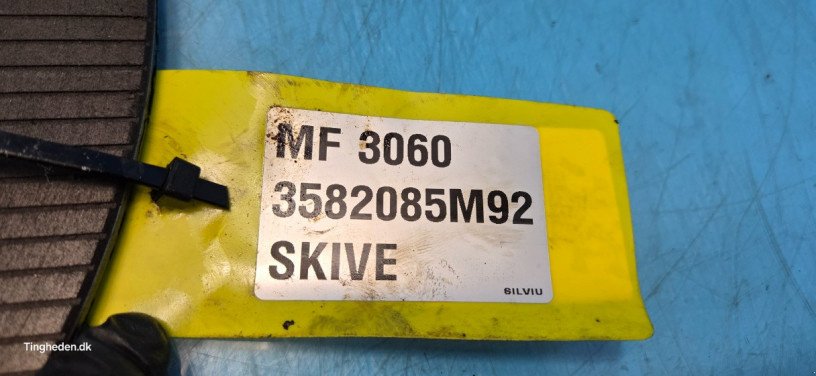 MF 3060
3582085M92
SKIVE
SILVIU
Tingheden.dk